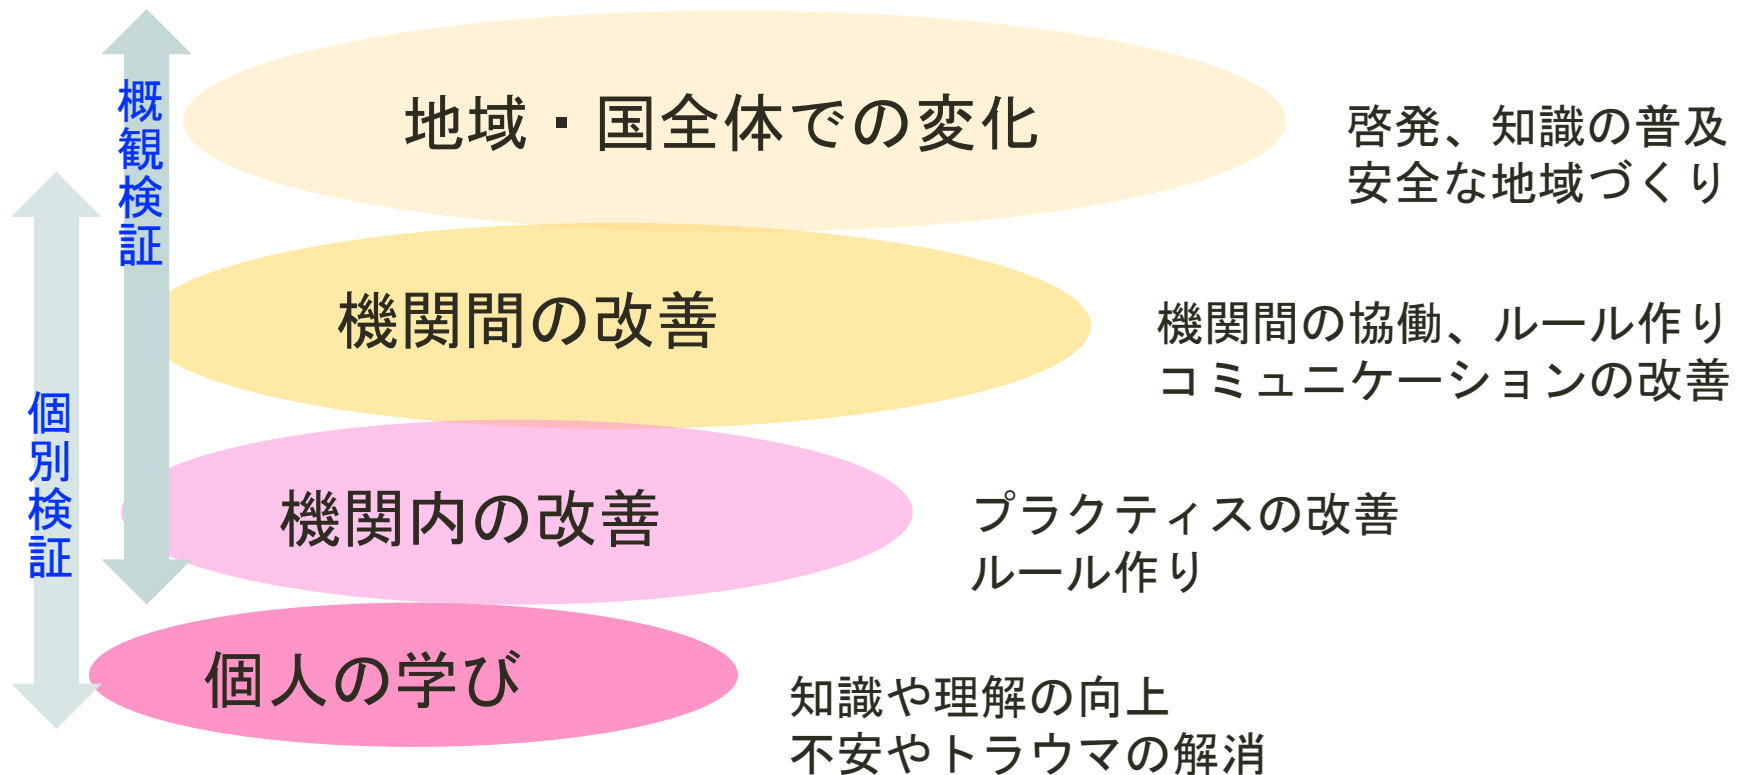 概観検証
個別検証
地域・国全体での変化
啓発、知識の普及
安全な地域づくり
機関間の改善
機関間の協働、ルール作り
コミュニケーションの改善
機関内の改善
プラクティスの改善
ルール作り
個人の学び
知識や理解の向上
不安やトラウマの解消